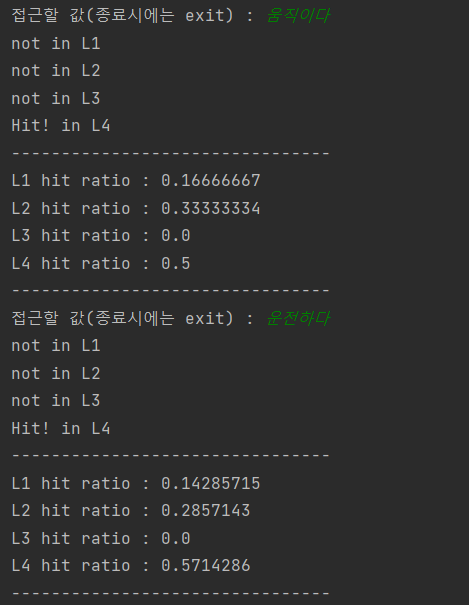 접근할 값(종료시에는 exit) : 움직이다
not in L1
not in L2
not in L3
Hit! in L4
--------------------------------
L1 hit ratio : 0.16666667
L2 hit ratio : 0.33333334
L3 hit ratio : 0.0
L4 hit ratio : 0.5
--------------------------------
접근할 값(종료시에는 exit) : 운전하다
not in L1
not in L2
not in L3
Hit! in L4
--------------------------------
L1 hit ratio : 0.14285715
L2 hit ratio : 0.2857143
L3 hit ratio : 0.0
L4 hit ratio : 0.5714286
--------------------------------